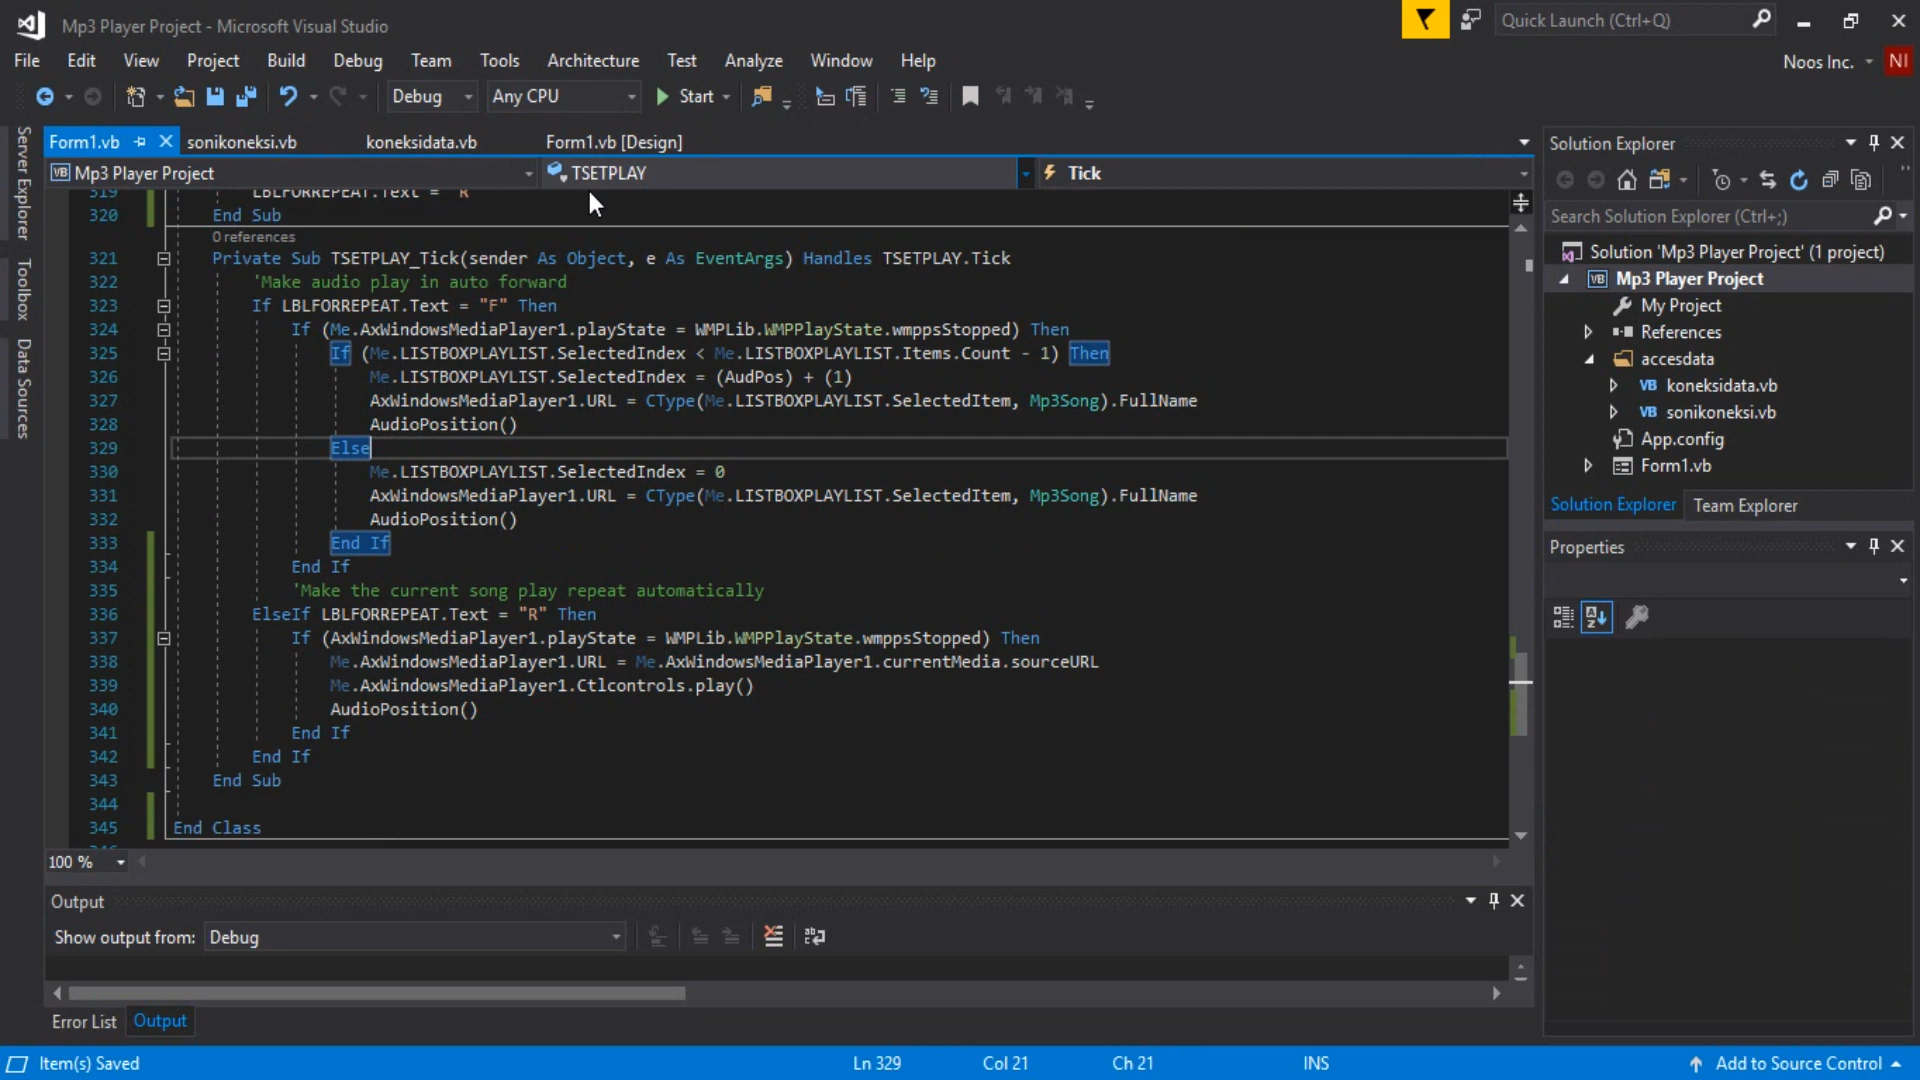 Mp3 Player Project - Microsoft Visual Studio
Quick Launch (Ctrl+Q)
File Edit View Project Build Debug Team Tools Architecture Test Analyze Window Help
Noos Inc. NI
Debug Any CPU Start
Server Explorer
Toolbox
Data Sources
Form1.vb sonikoneksi.vb koneksidata.vb Form1.vb [Design]
VB Mp3 Player Project TSETPLAY Tick
319 LBLFORREPEAT.Text = "R"
320 End Sub
0 references
321 Private Sub TSETPLAY_Tick(sender As Object, e As EventArgs) Handles TSETPLAY.Tick
322 'Make audio play in auto forward
323 If LBLFORREPEAT.Text = "F" Then
324 If (Me.AxWindowsMediaPlayer1.playState = WMPLib.WMPPlayState.wmppsStopped) Then
325 If (Me.LISTBOXPLAYLIST.SelectedIndex < Me.LISTBOXPLAYLIST.Items.Count - 1) Then
326 Me.LISTBOXPLAYLIST.SelectedIndex = (AudPos) + (1)
327 AxWindowsMediaPlayer1.URL = CType(Me.LISTBOXPLAYLIST.SelectedItem, Mp3Song).FullName
328 AudioPosition()
329 Else
330 Me.LISTBOXPLAYLIST.SelectedIndex = 0
331 AxWindowsMediaPlayer1.URL = CType(Me.LISTBOXPLAYLIST.SelectedItem, Mp3Song).FullName
332 AudioPosition()
333 End If
334 End If
335 'Make the current song play repeat automatically
336 ElseIf LBLFORREPEAT.Text = "R" Then
337 If (AxWindowsMediaPlayer1.playState = WMPLib.WMPPlayState.wmppsStopped) Then
338 Me.AxWindowsMediaPlayer1.URL = Me.AxWindowsMediaPlayer1.currentMedia.sourceURL
339 Me.AxWindowsMediaPlayer1.Ctlcontrols.play()
340 AudioPosition()
341 End If
342 End If
343 End Sub
344
345 End Class
100 %
Output
Show output from: Debug
Error List Output
Solution Explorer
Search Solution Explorer (Ctrl+;)
Solution 'Mp3 Player Project' (1 project)
VB Mp3 Player Project
My Project
References
accesdata
VB koneksidata.vb
VB sonikoneksi.vb
App.config
Form1.vb
Solution Explorer Team Explorer
Properties
Item(s) Saved Ln 329 Col 21 Ch 21 INS Add to Source Control